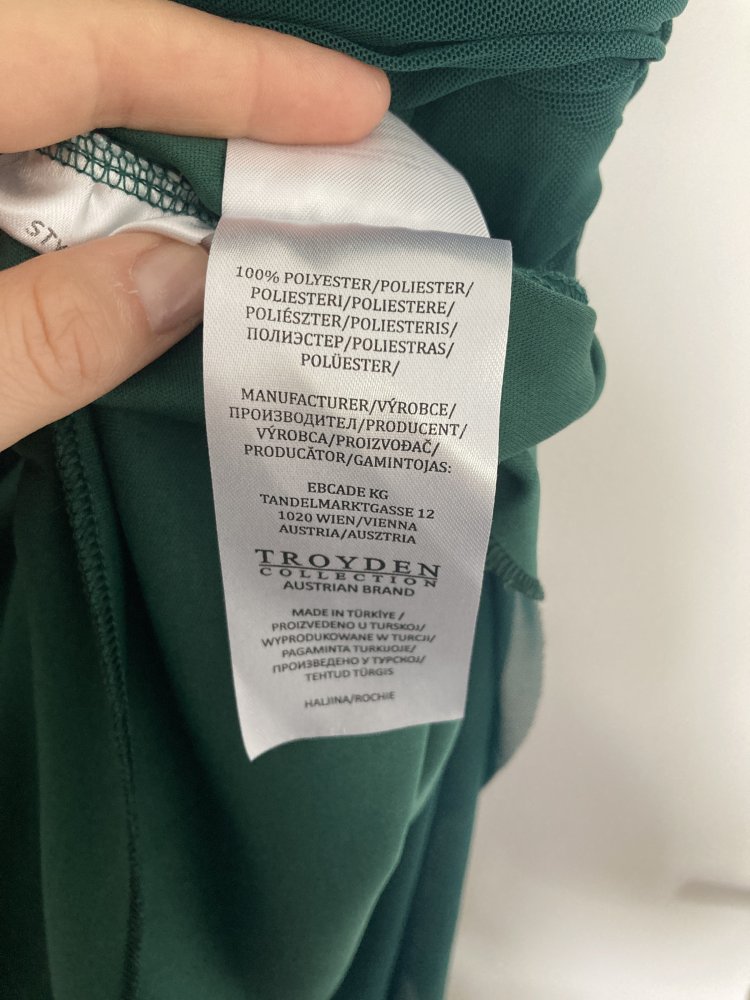 STY
100% POLYESTER/POLIESTER/
POLIESTERI/POLIESTERE/
POLIÉSZTER/POLIESTERIS/
ПОЛИЭСТЕР/POLIESTRAS/
POLÜESTER/
MANUFACTURER/VÝROBCE/
ПРОИЗВОДИТЕЛ/PRODUCENT/
VÝROBCA/PROIZVOĐAČ/
PRODUCĂTOR/GAMINTOJAS:
EBCADE KG
TANDELMARKTGASSE 12
1020 WIEN/VIENNA
AUSTRIA/AUSZTRIA
TROYDEN
COLLECTION
AUSTRIAN BRAND
MADE IN TÜRKİYE /
PROIZVEDENO U TURSKOJ/
WYPRODUKOWANE W TURCJI/
PAGAMINTA TURKIJOJE/
ПРОИЗВЕДЕНО У ТУРСКОЈ/
TEHTUD TÜRGIS
HALJINA/ROCHIE